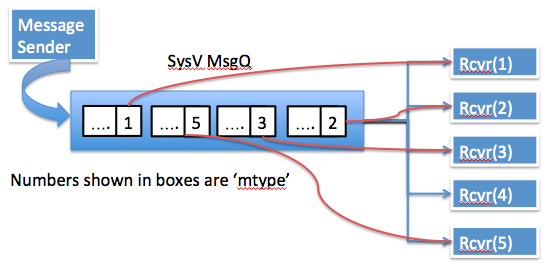 Message
Sender
SysV MsgQ
Rcvr(1)
Rcvr(2)
.... 1
.... 5
.... 3
.... 2
Rcvr(3)
Numbers shown in boxes are ‘mtype’
Rcvr(4)
Rcvr(5)